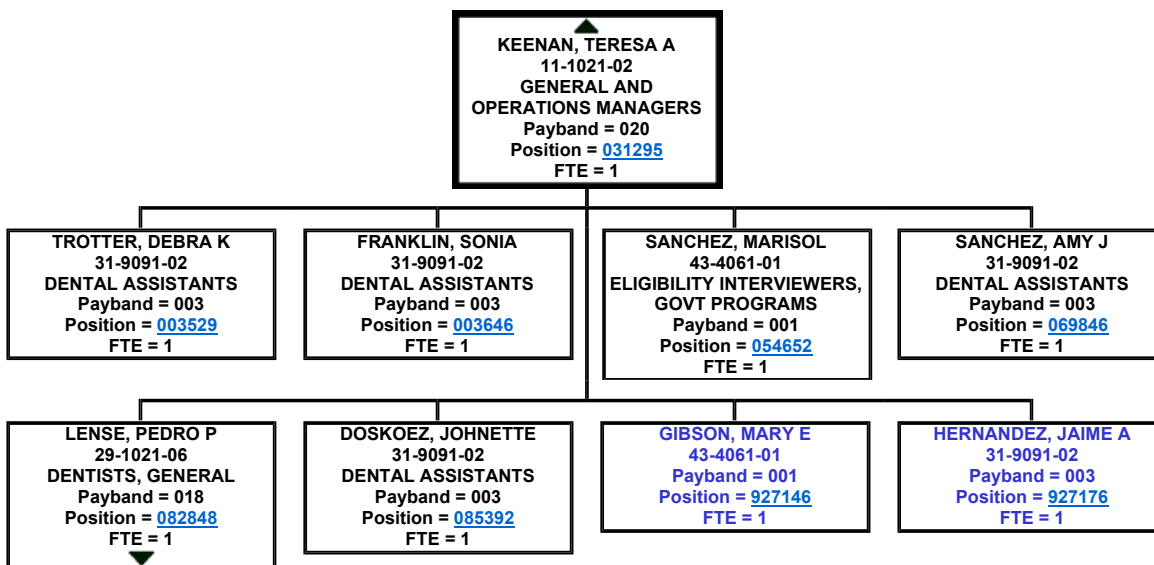 KEENAN, TERESA A
11-1021-02
GENERAL AND
OPERATIONS MANAGERS
Payband = 020
Position = 031295
FTE = 1
TROTTER, DEBRA K
31-9091-02
DENTAL ASSISTANTS
Payband = 003
Position = 003529
FTE = 1
FRANKLIN, SONIA
31-9091-02
DENTAL ASSISTANTS
Payband = 003
Position = 003646
FTE = 1
SANCHEZ, MARISOL
43-4061-01
ELIGIBILITY INTERVIEWERS,
GOVT PROGRAMS
Payband = 001
Position = 054652
FTE = 1
SANCHEZ, AMY J
31-9091-02
DENTAL ASSISTANTS
Payband = 003
Position = 069846
FTE = 1
LENSE, PEDRO P
29-1021-06
DENTISTS, GENERAL
Payband = 018
Position = 082848
FTE = 1
DOSKOEZ, JOHNETTE
31-9091-02
DENTAL ASSISTANTS
Payband = 003
Position = 085392
FTE = 1
GIBSON, MARY E
43-4061-01
Payband = 001
Position = 927146
FTE = 1
HERNANDEZ, JAIME A
31-9091-02
Payband = 003
Position = 927176
FTE = 1